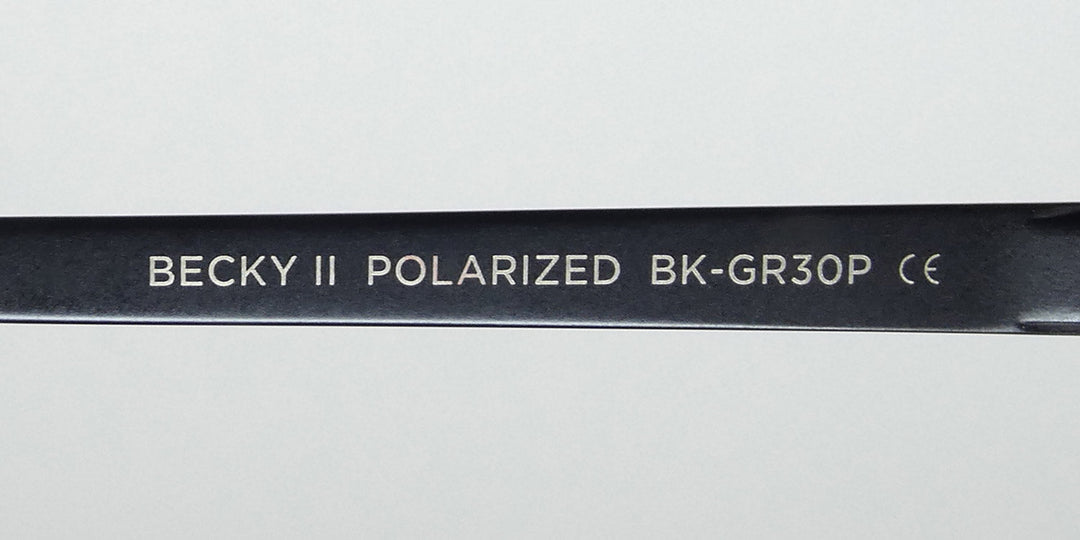 BECKY II POLARIZED BK-GR30P CE